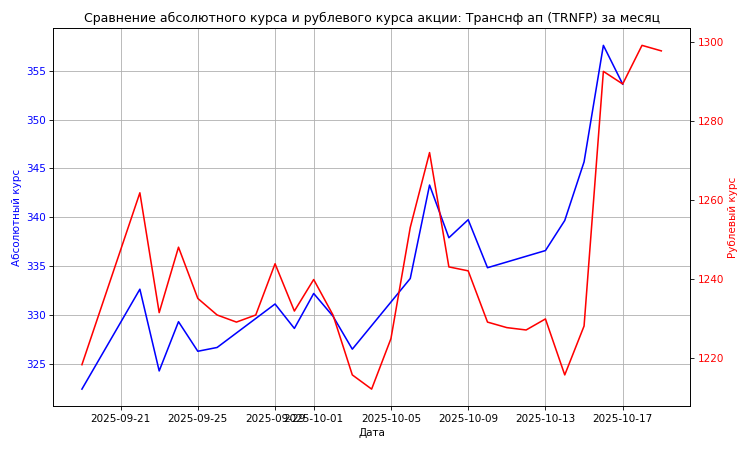 Сравнение абсолютного курса и рублевого курса акции: Транснф ап (TRNFP) за месяц
Абсолютный курс
355
350
345
340
335
330
325
Рублевый курс
1300
1280
1260
1240
1220
2025-09-21 2025-09-25 2025-09-29 2025-10-01 2025-10-05 2025-10-09 2025-10-13 2025-10-17
Дата